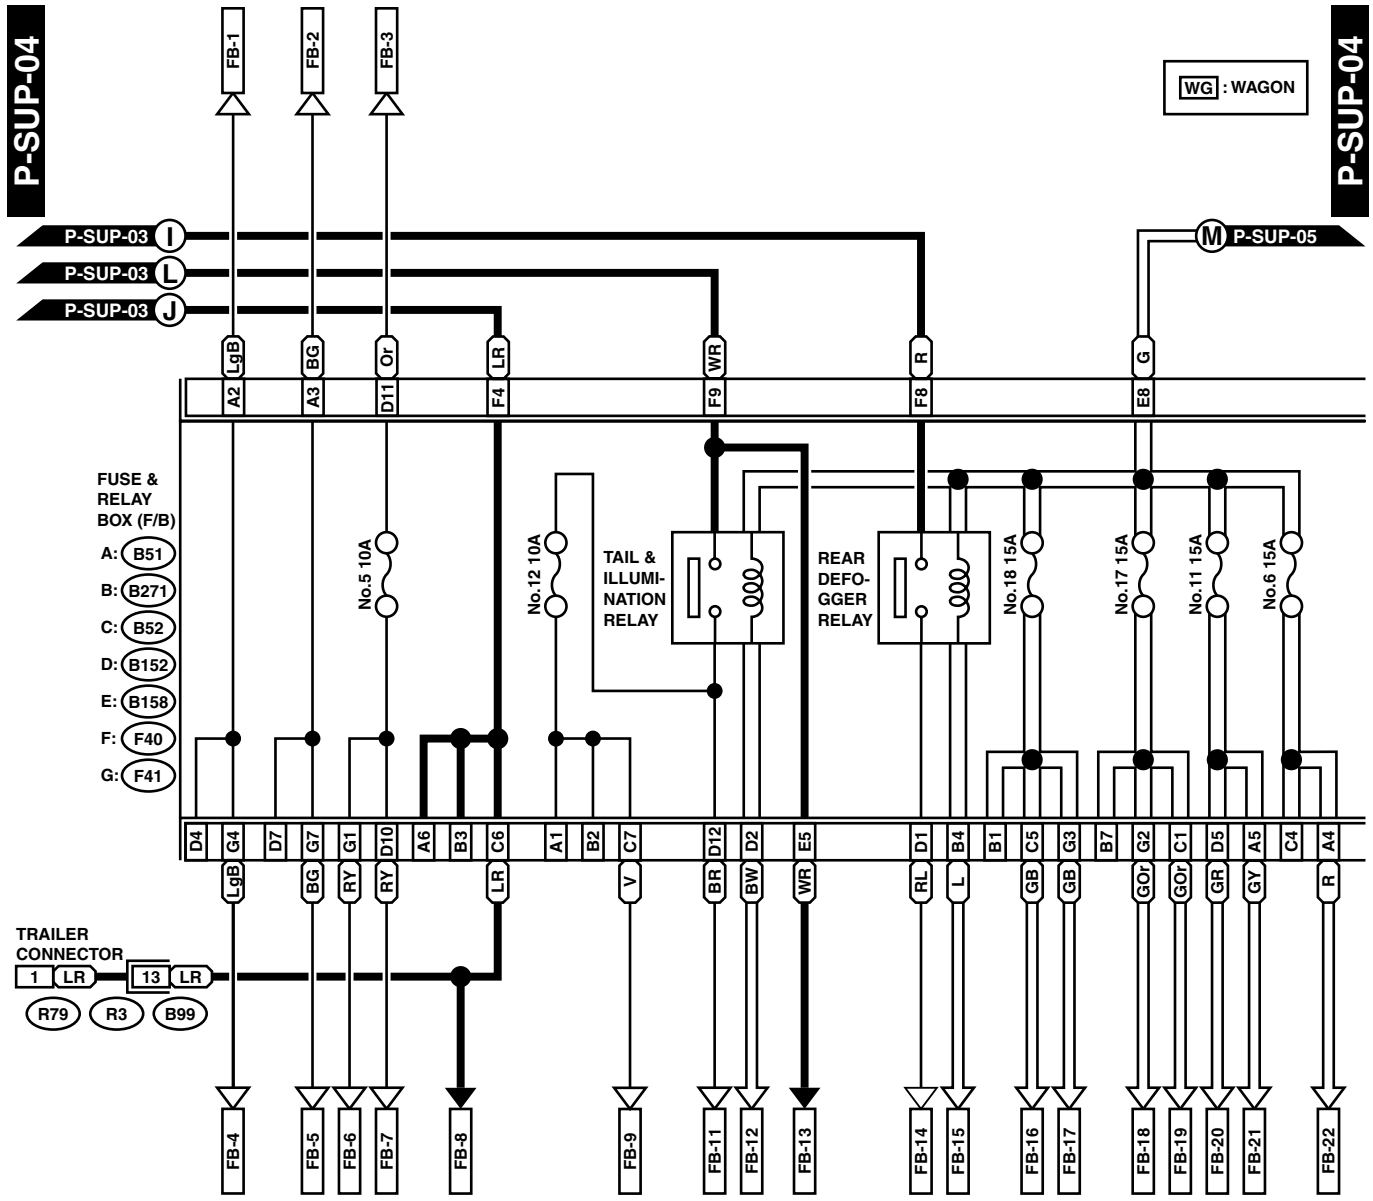 P-SUP-04
FB-1
FB-2
FB-3
WG : WAGON
P-SUP-04
P-SUP-03 I
M P-SUP-05
P-SUP-03 L
P-SUP-03 J
LgB
BG
Or
LR
WR
R
G
A2
A3
D11
F4
F9
F8
E8
FUSE &
RELAY
BOX (F/B)
A: B51
B: B271
C: B52
D: B152
E: B158
F: F40
G: F41
No.5 10A
No.12 10A
TAIL &
ILLUMI-
NATION
RELAY
REAR
DEFO-
GGER
RELAY
No.18 15A
No.17 15A
No.11 15A
No.6 15A
D4
G4
D7
G7
G1
D10
A6
B3
C6
A1
B2
C7
D12
D2
E5
D1
B4
B1
C5
G3
B7
G2
C1
D5
A5
C4
A4
LgB
BG
RY
RY
LR
V
BR
BW
WR
RL
L
GB
GB
GOr
GOr
GR
GY
R
TRAILER
CONNECTOR
1 LR 13 LR
R79 R3 B99
FB-4
FB-5
FB-6
FB-7
FB-8
FB-9
FB-11
FB-12
FB-13
FB-14
FB-15
FB-16
FB-17
FB-18
FB-19
FB-20
FB-21
FB-22